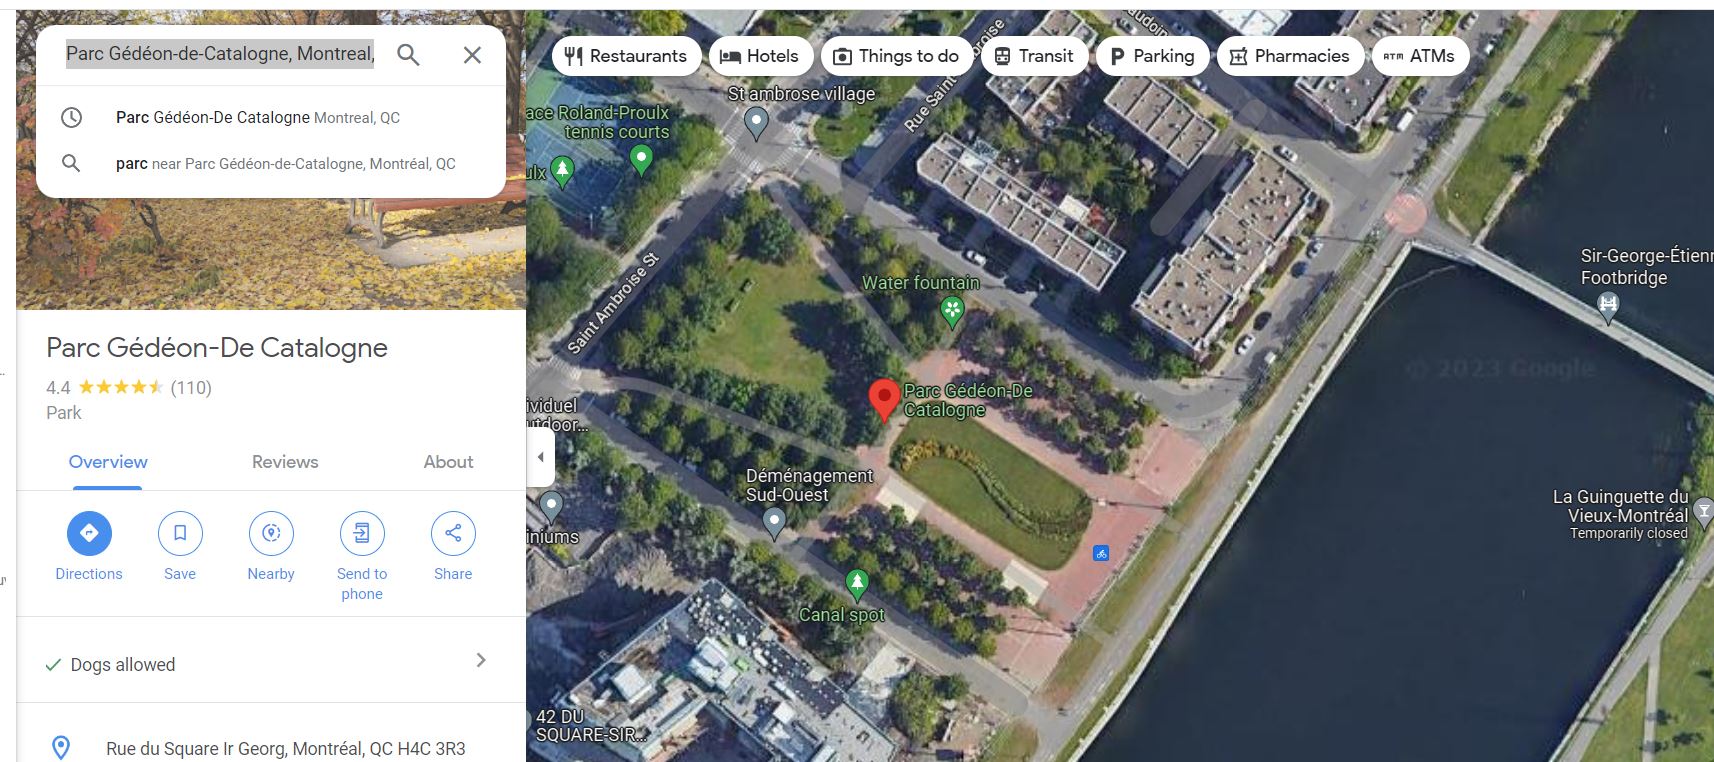 Parc Gédéon-de-Catalogne, Montreal,
Parc Gédéon-De Catalogne Montreal, QC
parc near Parc Gédéon-de-Catalogne, Montréal, QC
Parc Gédéon-De Catalogne
4.4 (110)
Park
Overview Reviews About
Directions Save Nearby Send to phone Share
Dogs allowed
Rue du Square Ir Georg, Montréal, QC H4C 3R3
Restaurants Hotels Things to do Transit P Parking Pharmacies ATM ATMs
audoin
St ambrose village
Rue Saint
broise
ace Roland-Proulx
tennis courts
ulx
Saint Ambroise St
Water fountain
Sir-George-Étien
Footbridge
© 2023 Google
Parc Gédéon-De
Catalogne
ividuel
utdoor...
Déménagement
Sud-Ouest
La Guinguette du
Vieux-Montréal
Temporarily closed
iniums
Canal spot
42 DU
SQUARE-SIR...